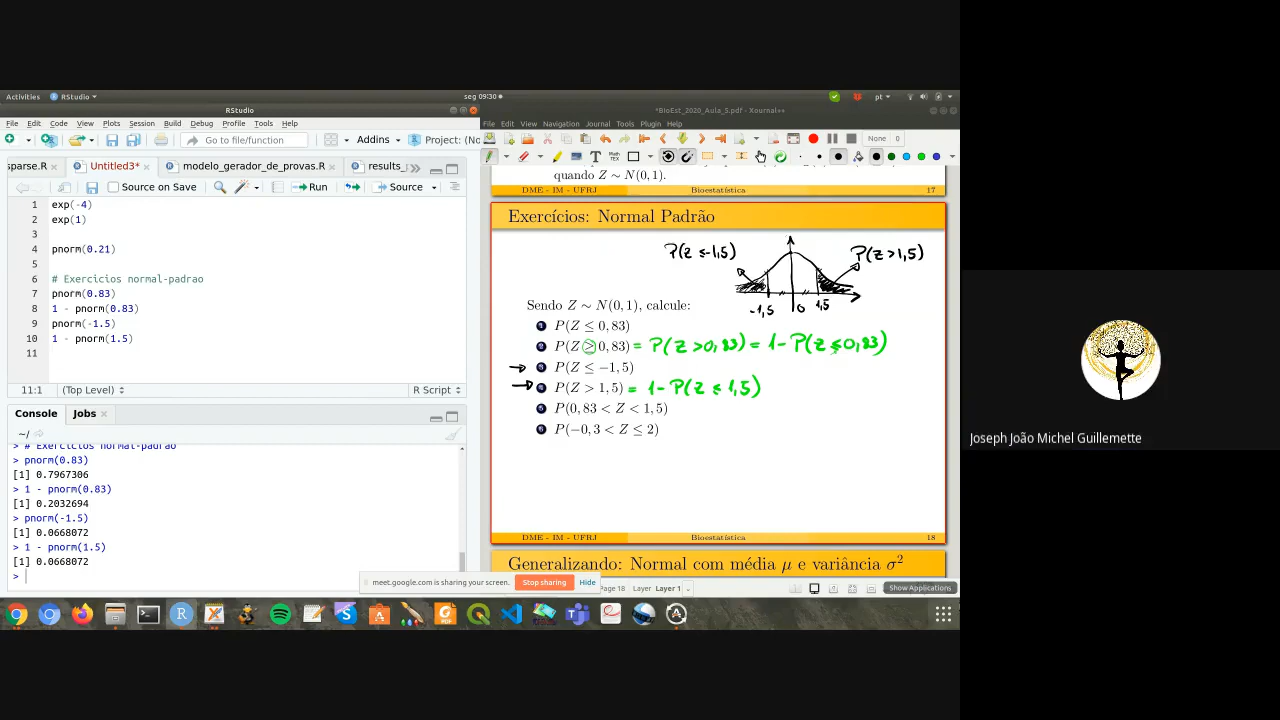 Activities RStudio seg 09:30 pt
RStudio
File Edit Code View Plots Session Build Debug Profile Tools Help
Go to file/function Addins Project: (No
sparse.R Untitled3* modelo_gerador_de_provas.R results_
Source on Save Run Source
1 exp(-4)
2 exp(1)
3
4 pnorm(0.21)
5
6 # Exercicios normal-padrao
7 pnorm(0.83)
8 1 - pnorm(0.83)
9 pnorm(-1.5)
10 1 - pnorm(1.5)
11
11:1 (Top Level) R Script
Console Jobs
~/
> # Exercicios normal-padrao
> pnorm(0.83)
[1] 0.7967306
> 1 - pnorm(0.83)
[1] 0.2032694
> pnorm(-1.5)
[1] 0.0668072
> 1 - pnorm(1.5)
[1] 0.0668072
>
*BioEst_2020_Aula_5.pdf - Xournal++
File Edit View Navigation Journal Tools Plugin Help
None 0
quando Z ∼ N(0, 1).
DME - IM - UFRJ Bioestatística 17
Exercícios: Normal Padrão
P(Z ≤ -1,5) P(Z > 1,5)
-1,5 0 1,5
Sendo Z ∼ N(0, 1), calcule:
1 P(Z ≤ 0, 83)
2 P(Z ≥ 0, 83) = P(Z > 0,83) = 1 - P(Z ≤ 0,83)
3 P(Z ≤ −1, 5)
4 P(Z > 1, 5) = 1 - P(Z ≤ 1,5)
5 P(0, 83 < Z < 1, 5)
6 P(−0, 3 < Z ≤ 2)
DME - IM - UFRJ Bioestatística 18
Generalizando: Normal com média μ e variância σ²
meet.google.com is sharing your screen. Stop sharing Hide
Page 18 Layer Layer 1
Show Applications
Joseph João Michel Guillemette